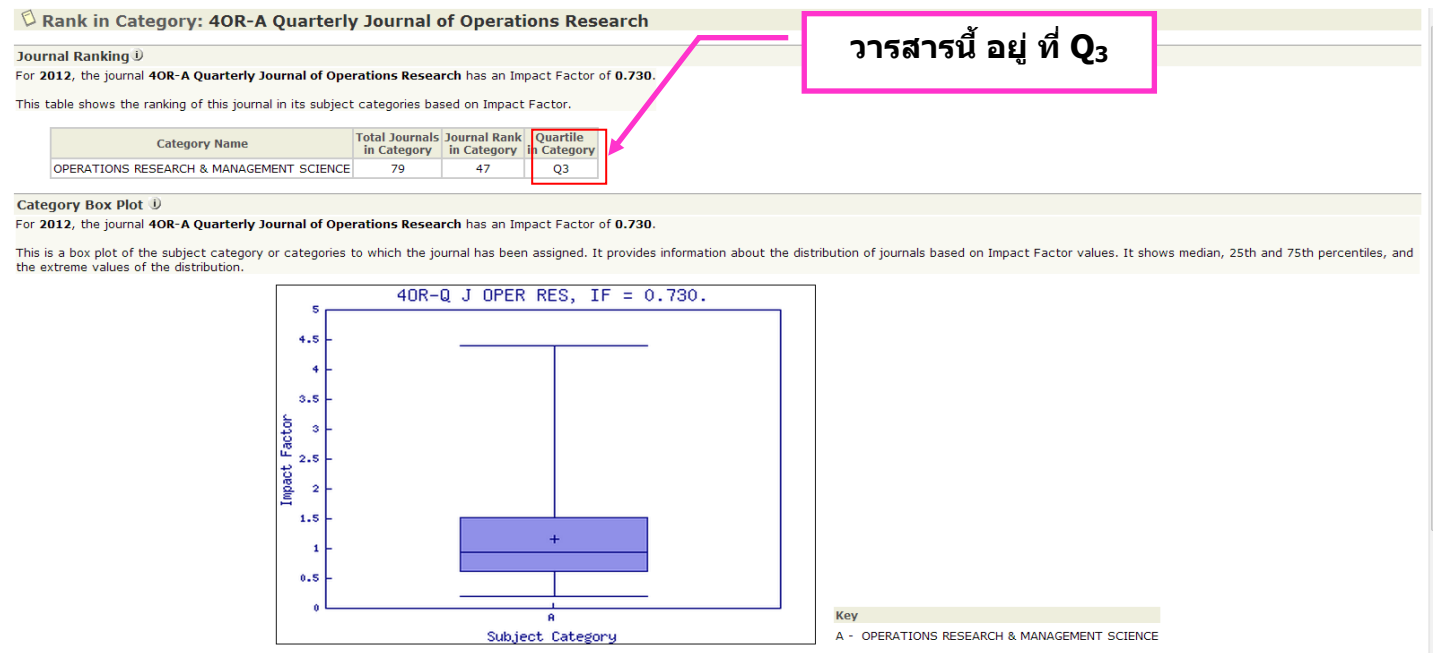 Rank in Category: 4OR-A Quarterly Journal of Operations Research
วารสารนี้ อยู่ ที่ Q3
Journal Ranking
For 2012, the journal 4OR-A Quarterly Journal of Operations Research has an Impact Factor of 0.730.
This table shows the ranking of this journal in its subject categories based on Impact Factor.
Category Name Total Journals in Category Journal Rank in Category Quartile in Category
OPERATIONS RESEARCH & MANAGEMENT SCIENCE 79 47 Q3
Category Box Plot
For 2012, the journal 4OR-A Quarterly Journal of Operations Research has an Impact Factor of 0.730.
This is a box plot of the subject category or categories to which the journal has been assigned. It provides information about the distribution of journals based on Impact Factor values. It shows median, 25th and 75th percentiles, and
the extreme values of the distribution.
4OR-Q J OPER RES, IF = 0.730.
5
4.5
4
3.5
3
2.5
2
1.5
1
0.5
0
Impact Factor
A
Subject Category
Key
A - OPERATIONS RESEARCH & MANAGEMENT SCIENCE